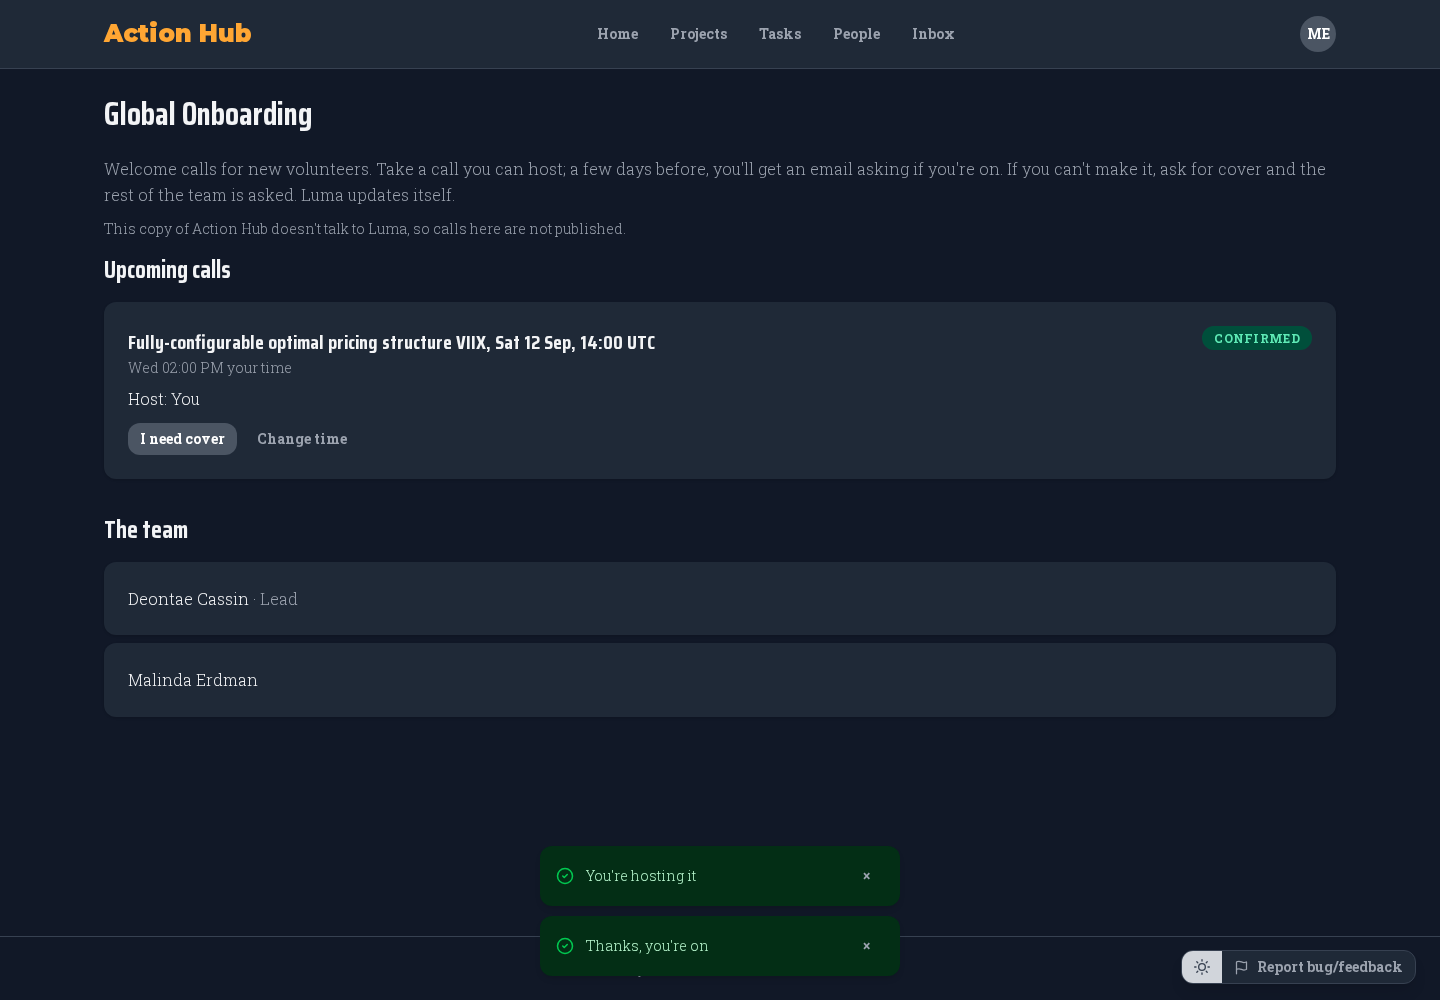 Action Hub
Home
Projects
Tasks
People
Inbox
ME
Global Onboarding
Welcome calls for new volunteers. Take a call you can host; a few days before, you'll get an email asking if you're on. If you can't make it, ask for cover and the
rest of the team is asked. Luma updates itself.
This copy of Action Hub doesn't talk to Luma, so calls here are not published.
Upcoming calls
Fully-configurable optimal pricing structure VIIX, Sat 12 Sep, 14:00 UTC
CONFIRMED
Wed 02:00 PM your time
Host: You
I need cover
Change time
The team
Deontae Cassin · Lead
Malinda Erdman
You're hosting it
×
Thanks, you're on
×
Report bug/feedback